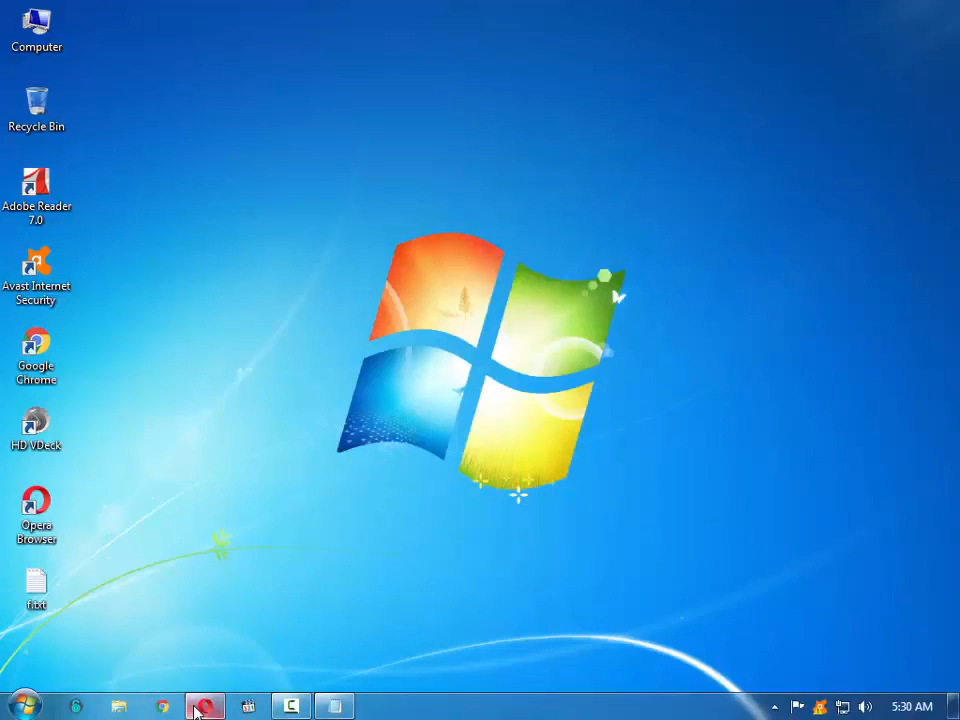 Computer
Recycle Bin
Adobe Reader
7.0
Avast Internet
Security
Google
Chrome
HD VDeck
Opera
Browser
f.txt
5:30 AM